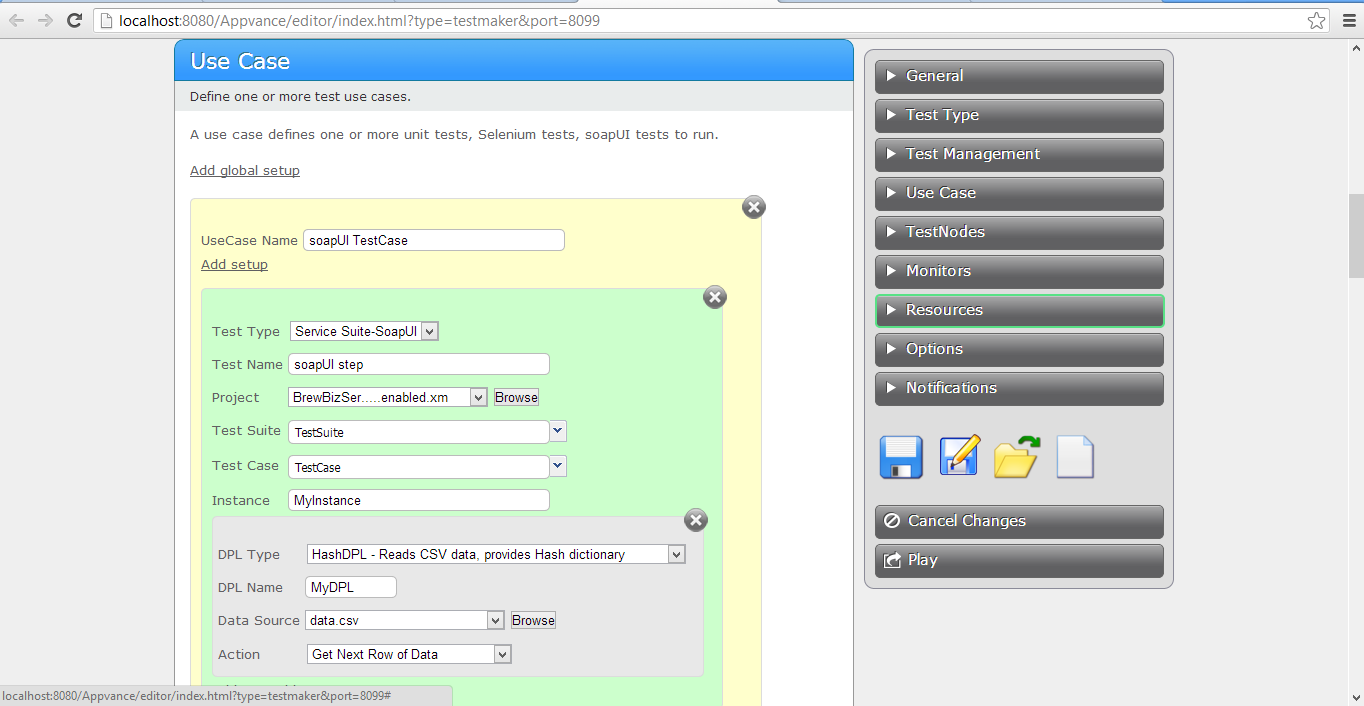 localhost:8080/Appvance/editor/index.html?type=testmaker&port=8099
Use Case
Define one or more test use cases.
A use case defines one or more unit tests, Selenium tests, soapUI tests to run.
Add global setup
UseCase Name soapUI TestCase
Add setup
Test Type Service Suite-SoapUI
Test Name soapUI step
Project BrewBizSer.....enabled.xm Browse
Test Suite TestSuite
Test Case TestCase
Instance MyInstance
DPL Type HashDPL - Reads CSV data, provides Hash dictionary
DPL Name MyDPL
Data Source data.csv Browse
Action Get Next Row of Data
localhost:8080/Appvance/editor/index.html?type=testmaker&port=8099#
General
Test Type
Test Management
Use Case
TestNodes
Monitors
Resources
Options
Notifications
Cancel Changes
Play